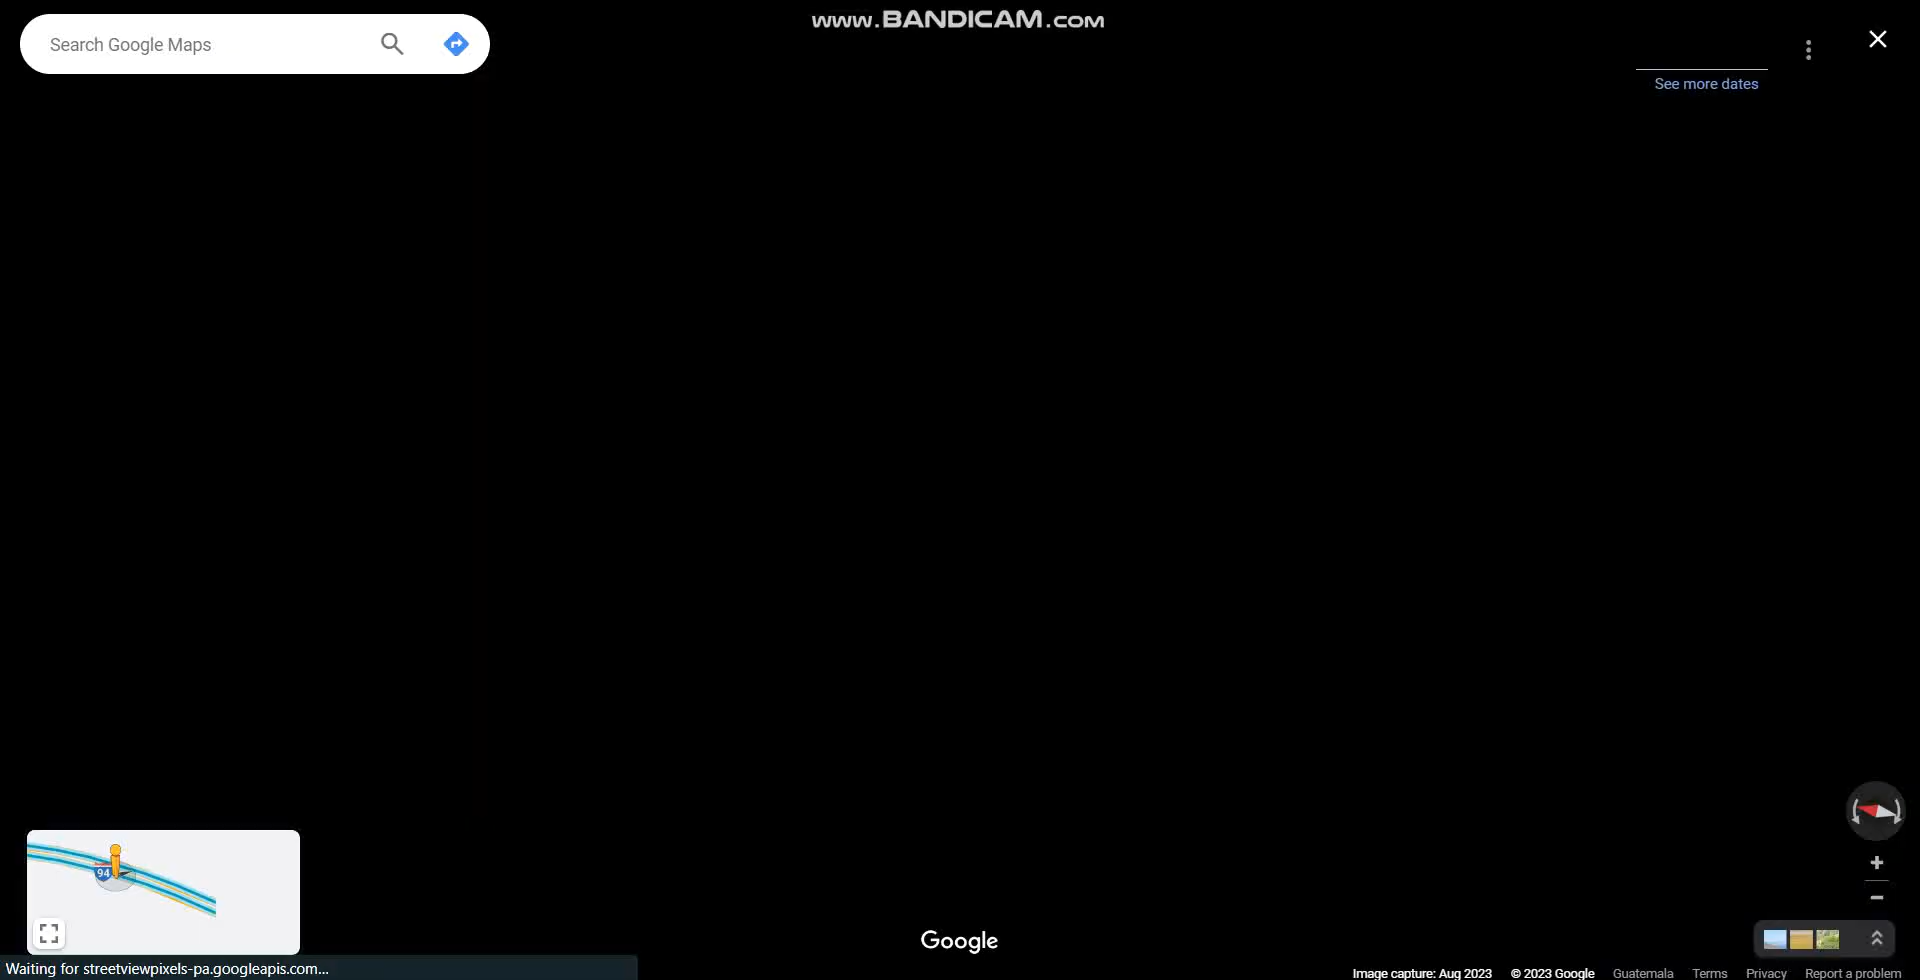 www.BANDICAM.COM
Search Google Maps
See more dates
94
Google
Waiting for streetviewpixels-pa.googleapis.com...
Image capture: Aug 2023 © 2023 Google Guatemala Terms Privacy Report a problem